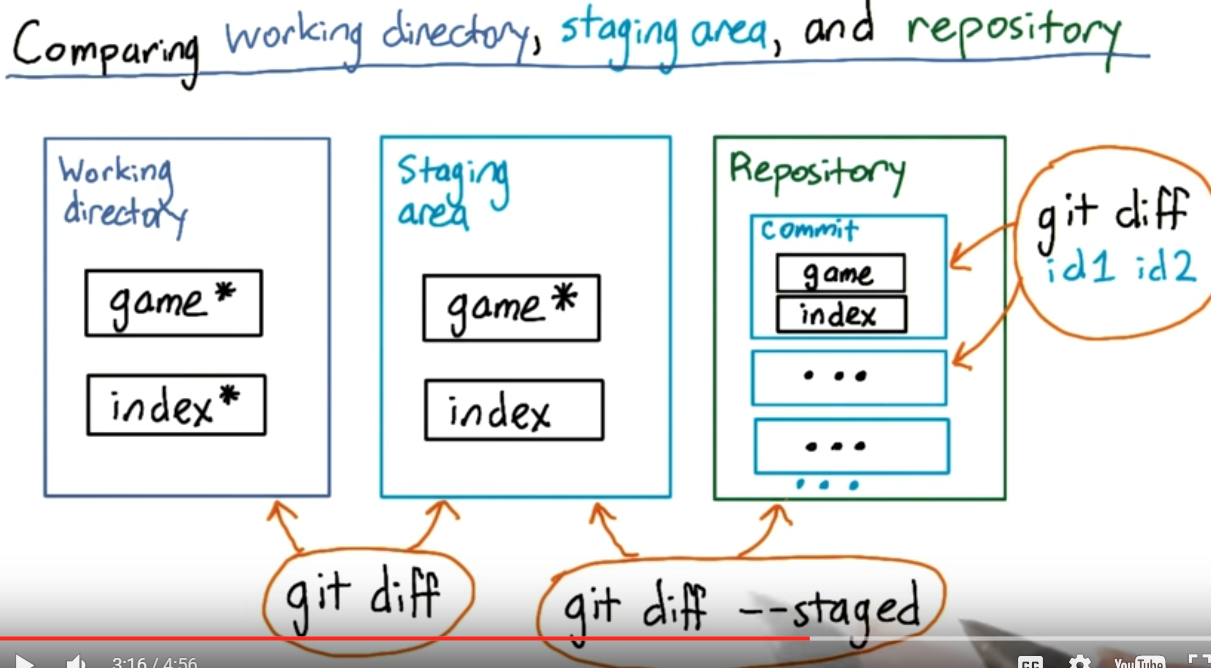 Comparing working directory, staging area, and repository
Working
directory
game*
index*
Staging
area
game*
index
Repository
commit
game
index
git diff
id1 id2
git diff
git diff --staged
3:16 / 4:56
CC
YouTube